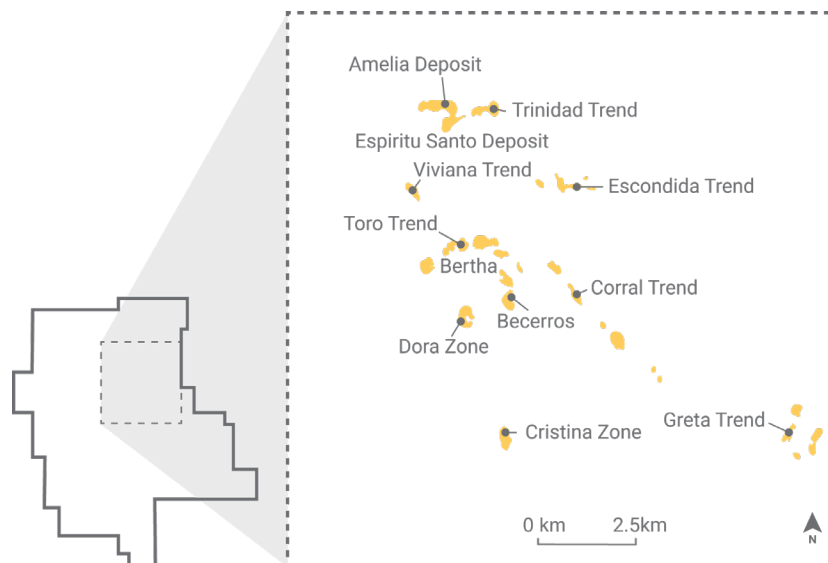 Amelia Deposit
Trinidad Trend
Espiritu Santo Deposit
Viviana Trend
Escondida Trend
Toro Trend
Bertha
Corral Trend
Becerros
Dora Zone
Greta Trend
Cristina Zone
0 km 2.5km
N